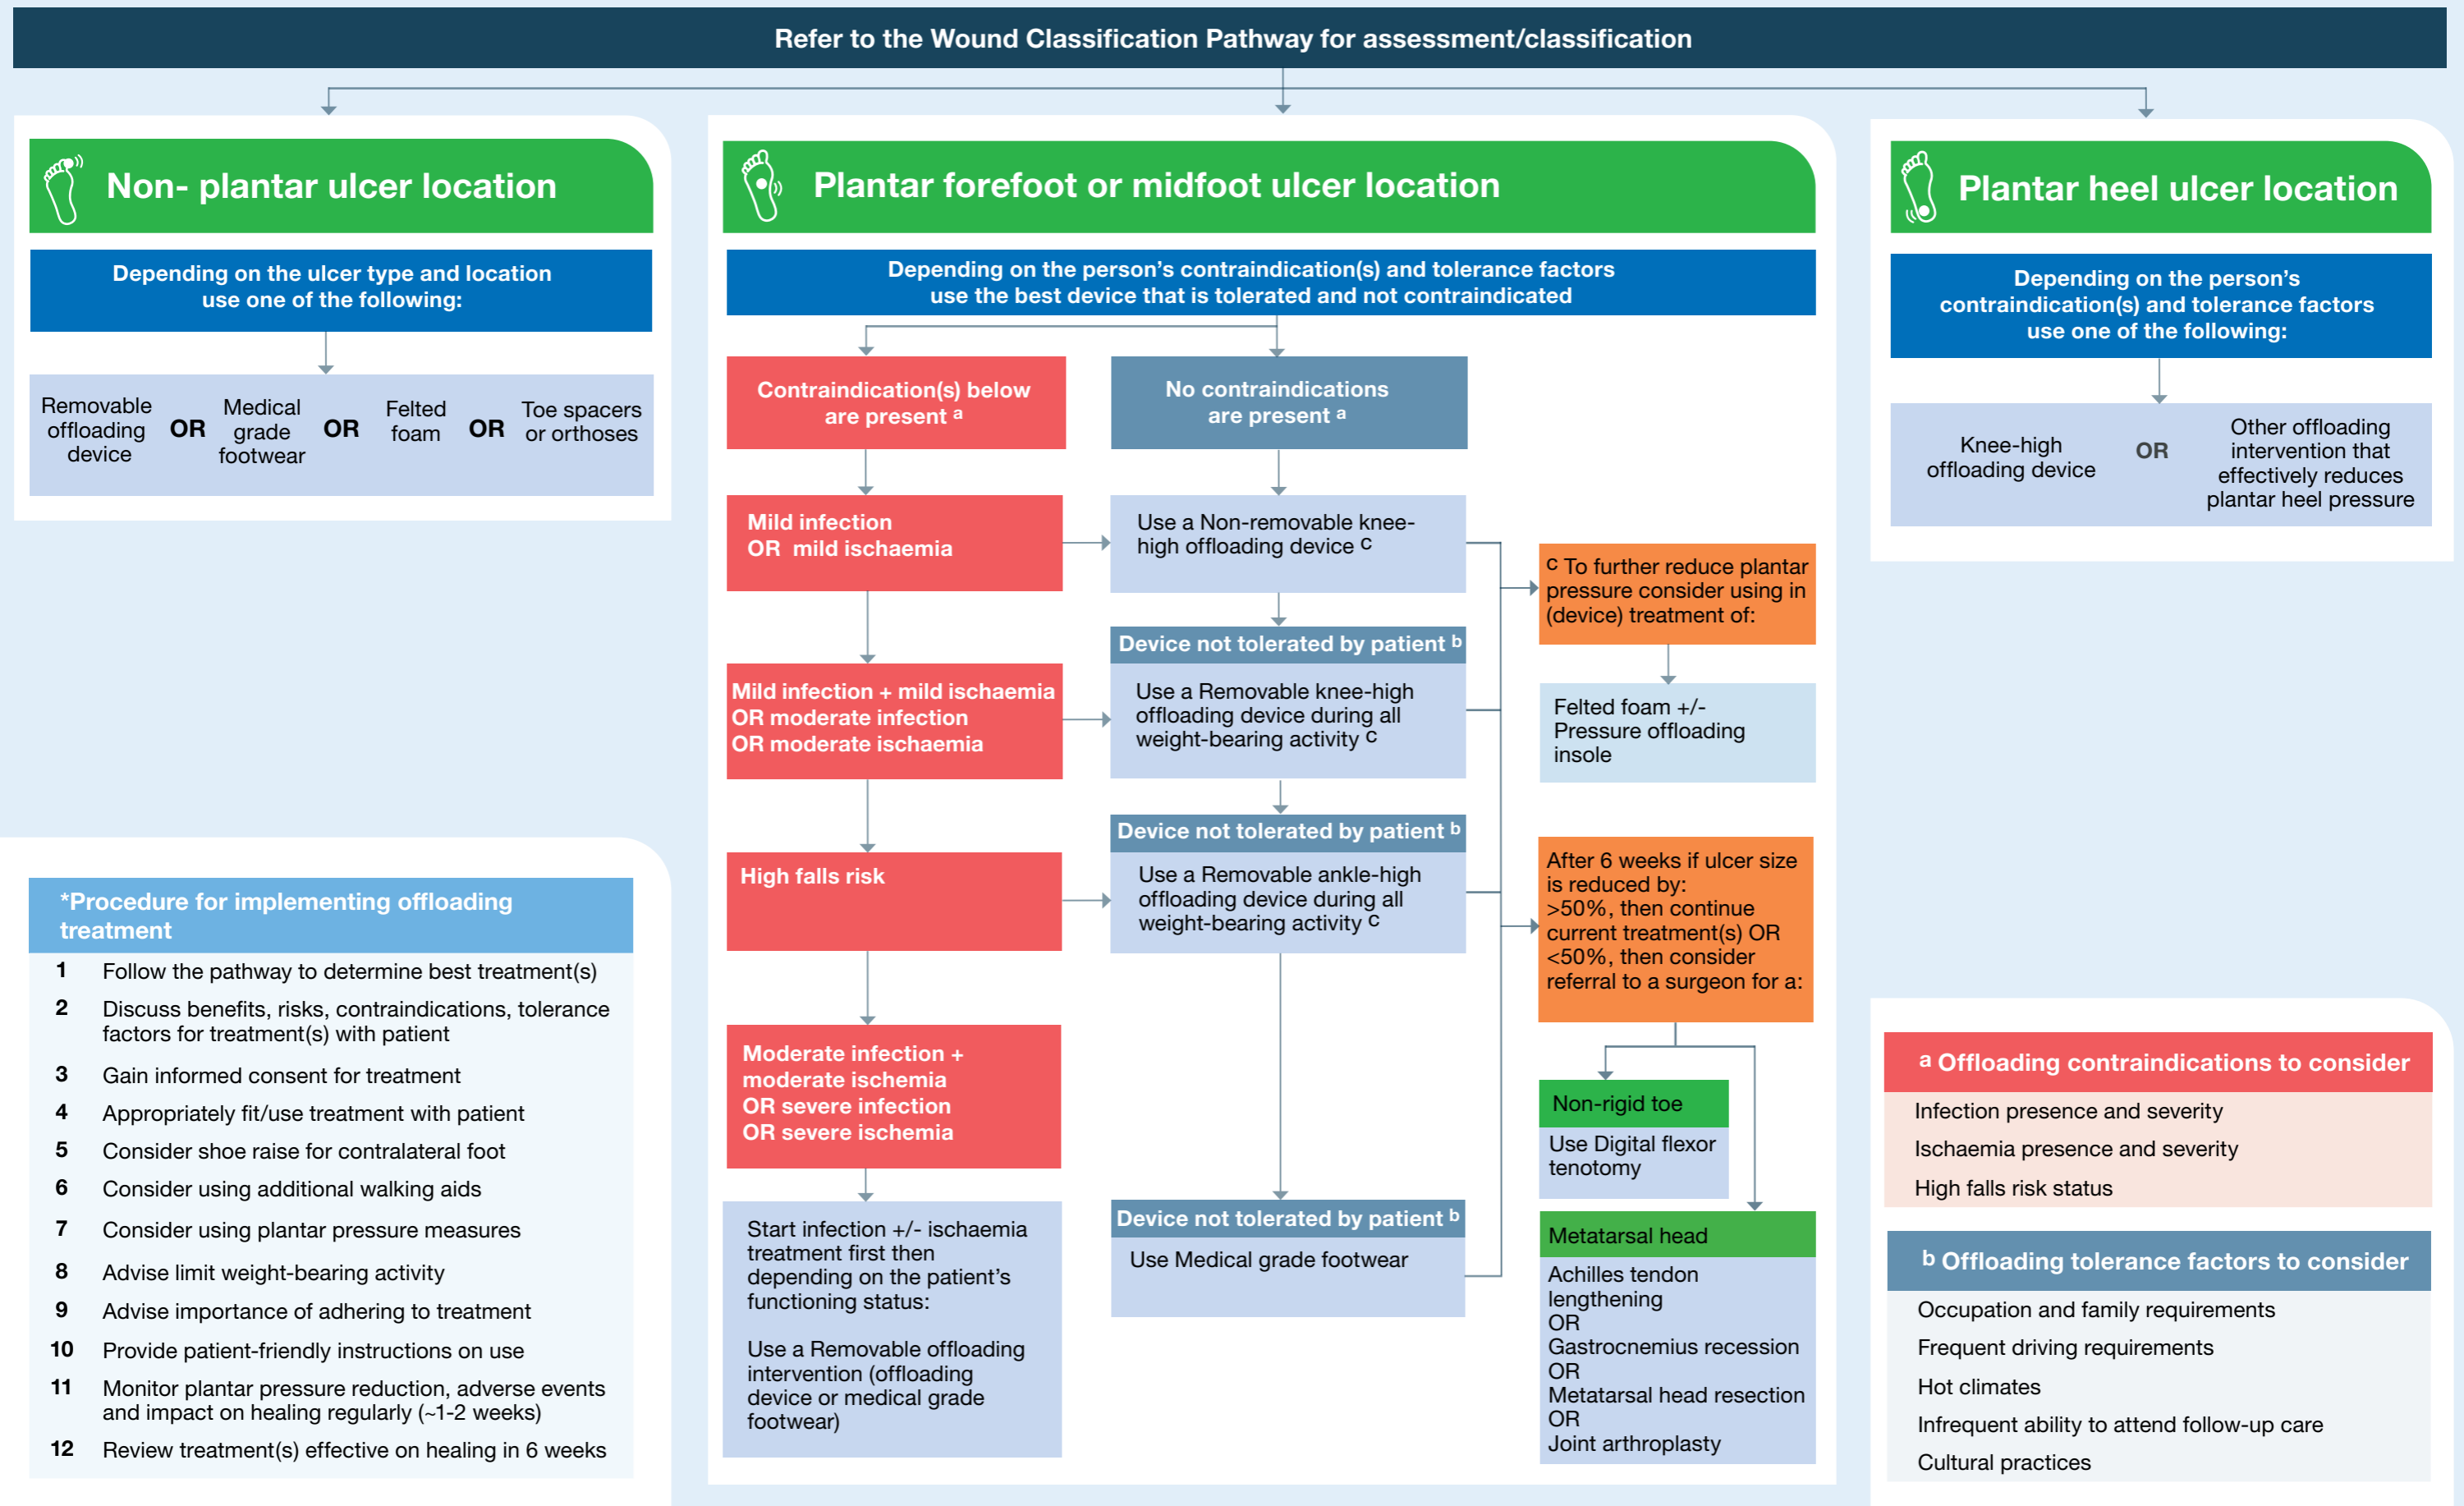 Refer to the Wound Classification Pathway for assessment/classification
Non- plantar ulcer location
Depending on the ulcer type and location
use one of the following:
Removable
offloading
device
OR
Medical
grade
footwear
OR
Felted
foam
OR
Toe spacers
or orthoses
Plantar forefoot or midfoot ulcer location
Depending on the person's contraindication(s) and tolerance factors
use the best device that is tolerated and not contraindicated
Contraindication(s) below
are present a
No contraindications
are present a
Mild infection
OR mild ischaemia
Use a Non-removable knee-
high offloading device c
Device not tolerated by patient b
Mild infection + mild ischaemia
OR moderate infection
OR moderate ischaemia
Use a Removable knee-high
offloading device during all
weight-bearing activity c
Device not tolerated by patient b
High falls risk
Use a Removable ankle-high
offloading device during all
weight-bearing activity c
Moderate infection +
moderate ischemia
OR severe infection
OR severe ischemia
Start infection +/- ischaemia
treatment first then
depending on the patient's
functioning status:
Use a Removable offloading
intervention (offloading
device or medical grade
footwear)
Device not tolerated by patient b
Use Medical grade footwear
c To further reduce plantar
pressure consider using in
(device) treatment of:
Felted foam +/-
Pressure offloading
insole
After 6 weeks if ulcer size
is reduced by:
>50%, then continue
current treatment(s) OR
<50%, then consider
referral to a surgeon for a:
Non-rigid toe
Use Digital flexor
tenotomy
Metatarsal head
Achilles tendon
lengthening
OR
Gastrocnemius recession
OR
Metatarsal head resection
OR
Joint arthroplasty
Plantar heel ulcer location
Depending on the person's
contraindication(s) and tolerance factors
use one of the following:
Knee-high
offloading device
OR
Other offloading
intervention that
effectively reduces
plantar heel pressure
*Procedure for implementing offloading
treatment
1 Follow the pathway to determine best treatment(s)
2 Discuss benefits, risks, contraindications, tolerance
factors for treatment(s) with patient
3 Gain informed consent for treatment
4 Appropriately fit/use treatment with patient
5 Consider shoe raise for contralateral foot
6 Consider using additional walking aids
7 Consider using plantar pressure measures
8 Advise limit weight-bearing activity
9 Advise importance of adhering to treatment
10 Provide patient-friendly instructions on use
11 Monitor plantar pressure reduction, adverse events
and impact on healing regularly (~1-2 weeks)
12 Review treatment(s) effective on healing in 6 weeks
a Offloading contraindications to consider
Infection presence and severity
Ischaemia presence and severity
High falls risk status
b Offloading tolerance factors to consider
Occupation and family requirements
Frequent driving requirements
Hot climates
Infrequent ability to attend follow-up care
Cultural practices